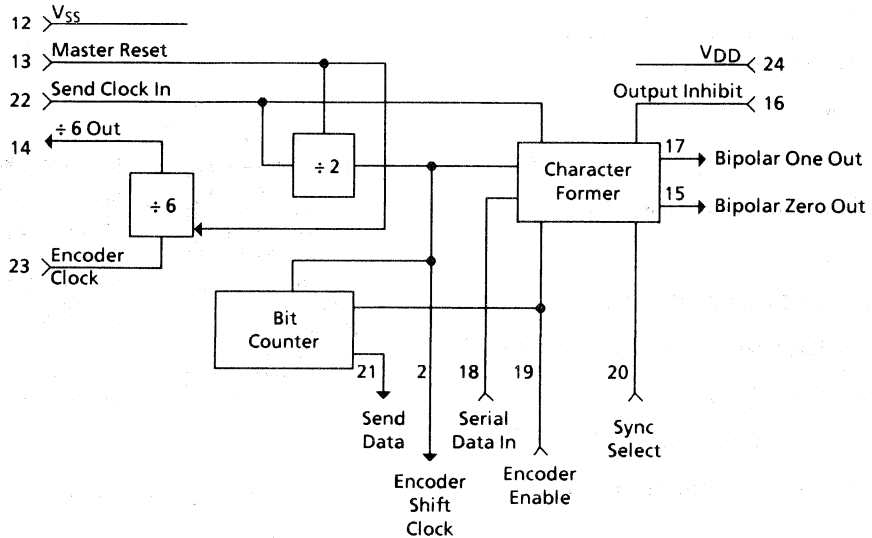 12 VSS
13 Master Reset
22 Send Clock In
14 ÷ 6 Out
÷ 2
÷ 6
23 Encoder
Clock
VDD 24
Output Inhibit 16
Character
Former
17 Bipolar One Out
15 Bipolar Zero Out
Bit
Counter
21
2
18
19
20
Send
Data
Encoder
Shift
Clock
Serial
Data In
Encoder
Enable
Sync
Select